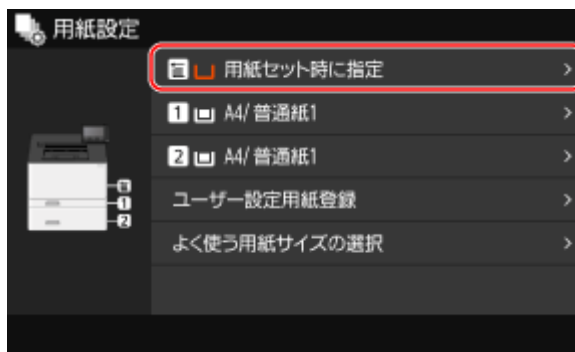 用紙設定
用紙セット時に指定
1 A4/普通紙1
2 A4/普通紙1
ユーザー設定用紙登録
よく使う用紙サイズの選択
1
2